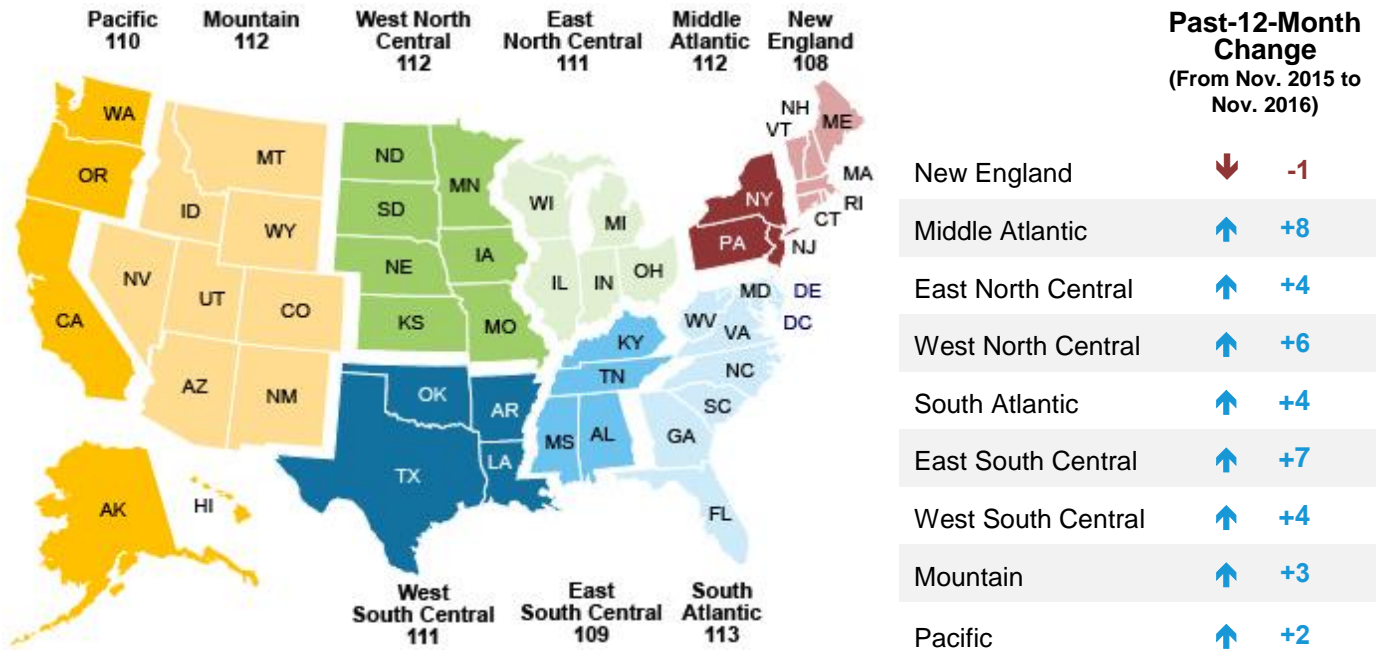 Pacific
110
Mountain
112
West North
Central
112
East
North Central
111
Middle
Atlantic
112
New
England
108
WA
OR
CA
AK
HI
MT
ID
WY
NV
UT
CO
AZ
NM
ND
SD
NE
KS
MN
IA
MO
WI
MI
IL
IN
OH
NY
PA
NJ
NH
VT
ME
MA
RI
CT
OK
AR
TX
LA
KY
TN
MS
AL
MD
DE
DC
WV
VA
NC
SC
GA
FL
West
South Central
111
East
South Central
109
South
Atlantic
113
Past-12-Month
Change
(From Nov. 2015 to
Nov. 2016)
New England -1
Middle Atlantic +8
East North Central +4
West North Central +6
South Atlantic +4
East South Central +7
West South Central +4
Mountain +3
Pacific +2